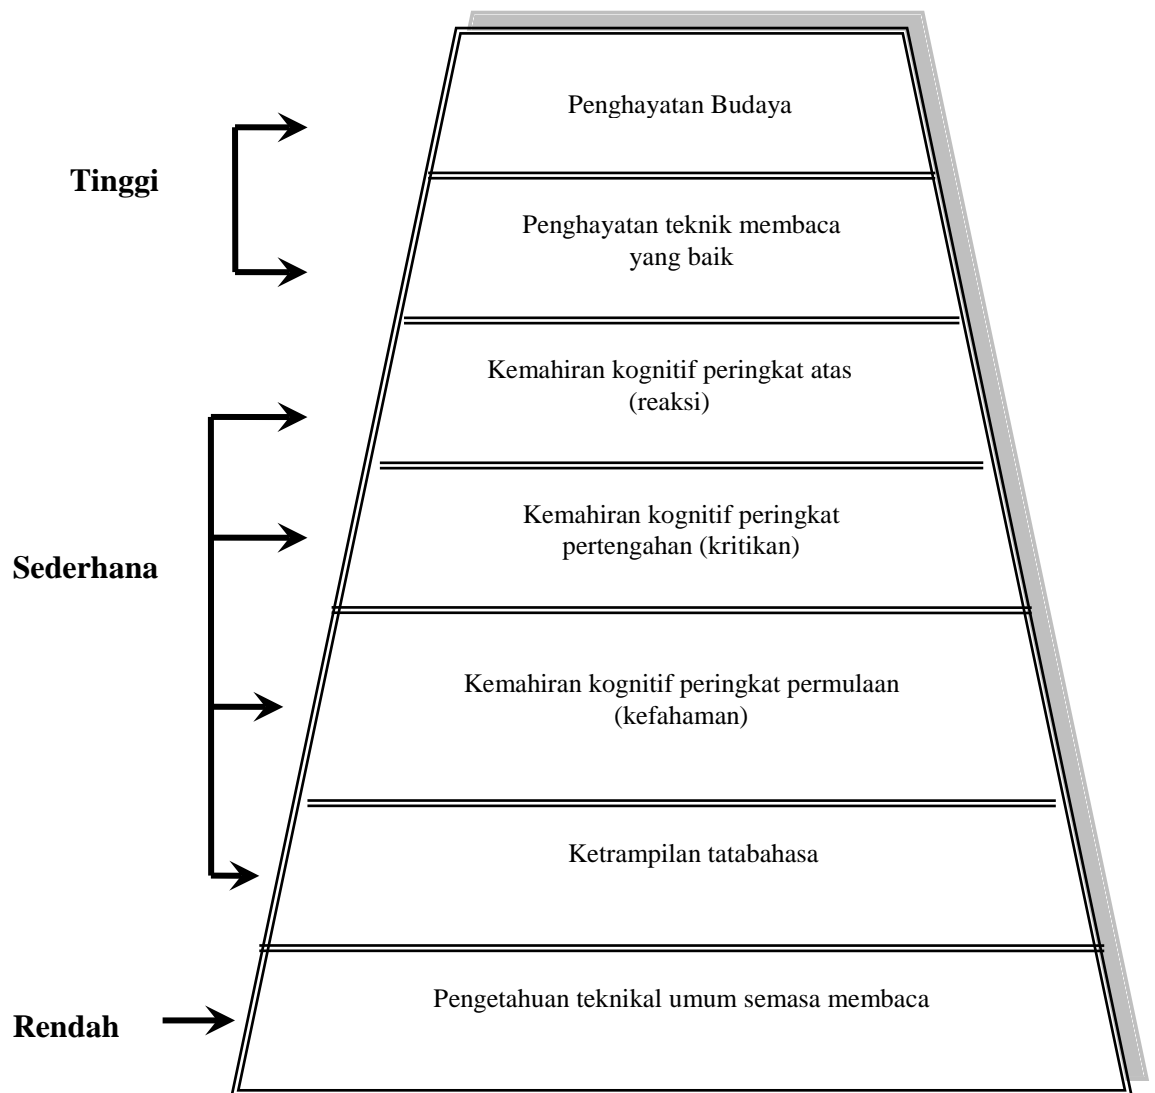 Penghayatan Budaya
Tinggi
Penghayatan teknik membaca
yang baik
Kemahiran kognitif peringkat atas
(reaksi)
Kemahiran kognitif peringkat
pertengahan (kritikan)
Sederhana
Kemahiran kognitif peringkat permulaan
(kefahaman)
Ketrampilan tatabahasa
Pengetahuan teknikal umum semasa membaca
Rendah